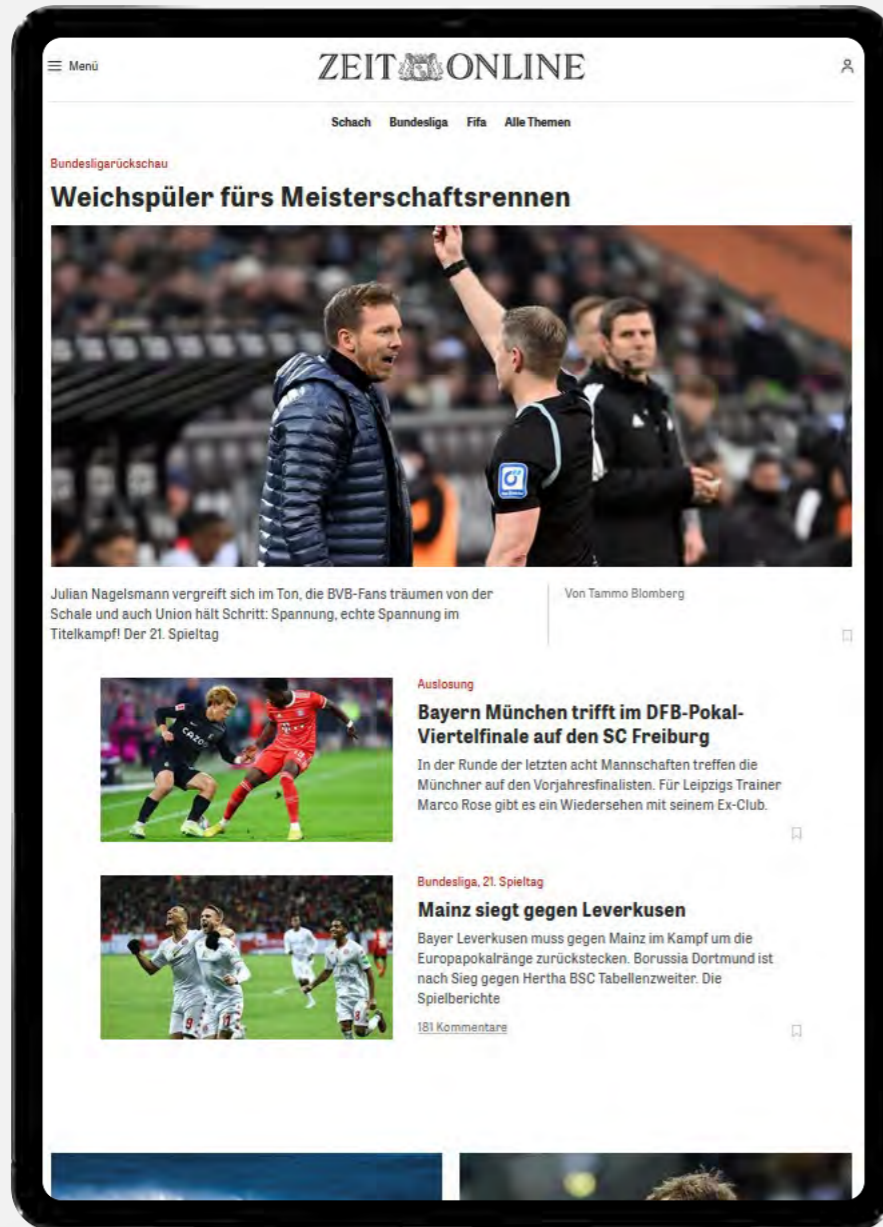 Menü
ZEIT ONLINE
Schach Bundesliga Fifa Alle Themen
Bundesligarückschau
Weichspüler fürs Meisterschaftsrennen
Julian Nagelsmann vergreift sich im Ton, die BVB-Fans träumen von der
Schale und auch Union hält Schritt: Spannung, echte Spannung im
Titelkampf! Der 21. Spieltag
Von Tammo Blomberg
Auslosung
Bayern München trifft im DFB-Pokal-
Viertelfinale auf den SC Freiburg
In der Runde der letzten acht Mannschaften treffen die
Münchner auf den Vorjahresfinalisten. Für Leipzigs Trainer
Marco Rose gibt es ein Wiedersehen mit seinem Ex-Club.
CAZOO
Bundesliga, 21. Spieltag
Mainz siegt gegen Leverkusen
Bayer Leverkusen muss gegen Mainz im Kampf um die
Europapokalränge zurückstecken. Borussia Dortmund ist
nach Sieg gegen Hertha BSC Tabellenzweiter. Die
Spielberichte
181 Kommentare
9
8